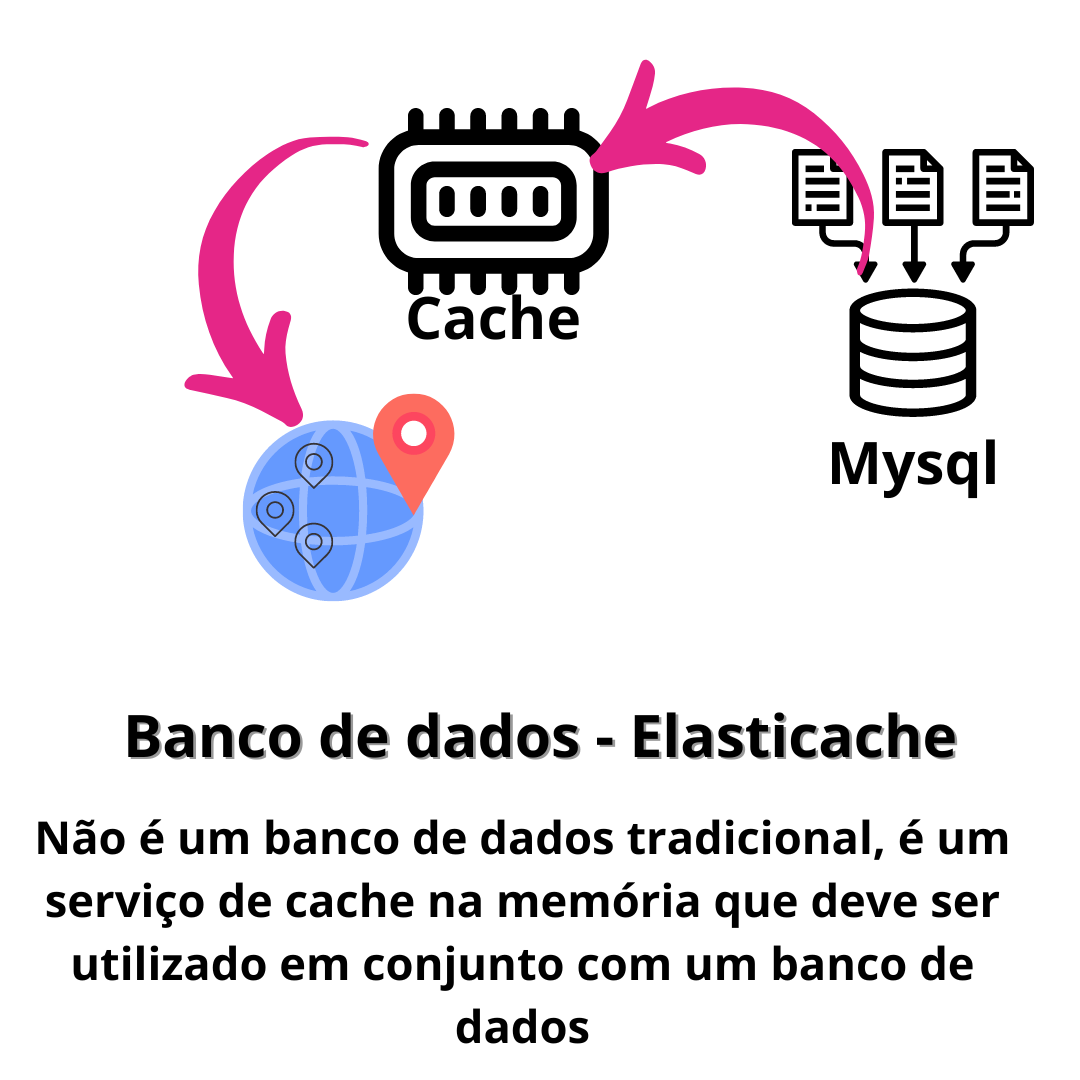 Cache
Mysql
Banco de dados - Elasticache
Não é um banco de dados tradicional, é um
serviço de cache na memória que deve ser
utilizado em conjunto com um banco de
dados